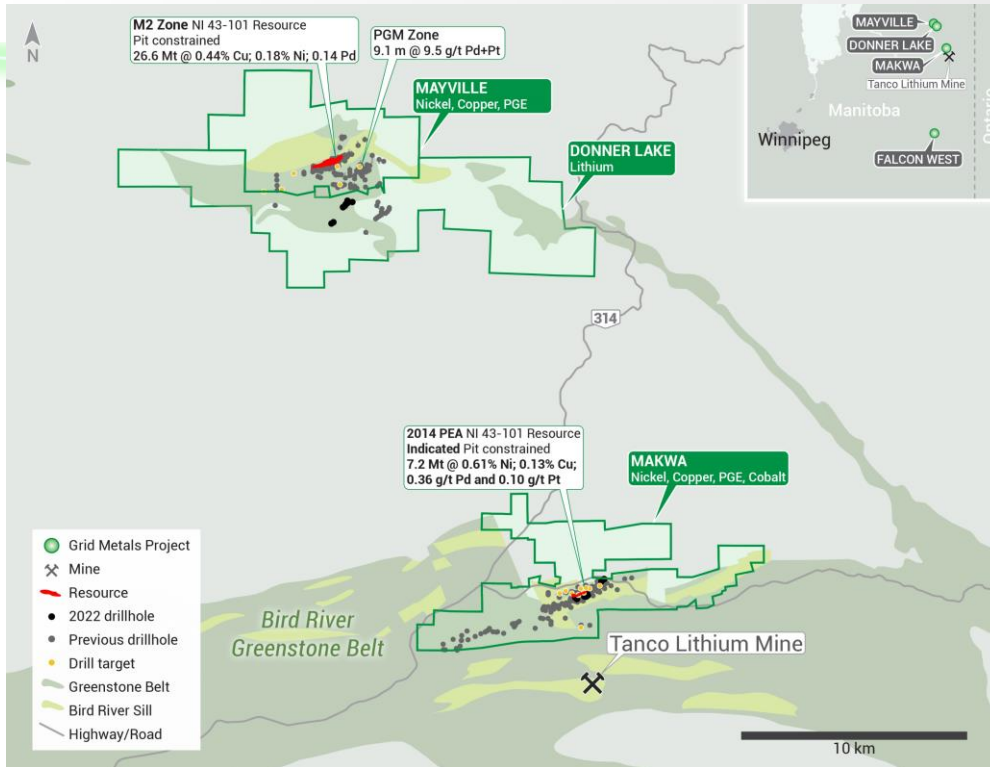 N
M2 Zone NI 43-101 Resource
Pit constrained
26.6 Mt @ 0.44% Cu; 0.18% Ni; 0.14 Pd
PGM Zone
9.1 m @ 9.5 g/t Pd+Pt
MAYVILLE
Nickel, Copper, PGE
DONNER LAKE
Lithium
MAYVILLE
DONNER LAKE
MAKWA
Tanco Lithium Mine
Manitoba
Ontario
Winnipeg
FALCON WEST
314
2014 PEA NI 43-101 Resource
Indicated Pit constrained
7.2 Mt @ 0.61% Ni; 0.13% Cu;
0.36 g/t Pd and 0.10 g/t Pt
MAKWA
Nickel, Copper, PGE, Cobalt
Grid Metals Project
Mine
Resource
2022 drillhole
Previous drillhole
Drill target
Greenstone Belt
Bird River Sill
Highway/Road
Bird River
Greenstone Belt
Tanco Lithium Mine
10 km